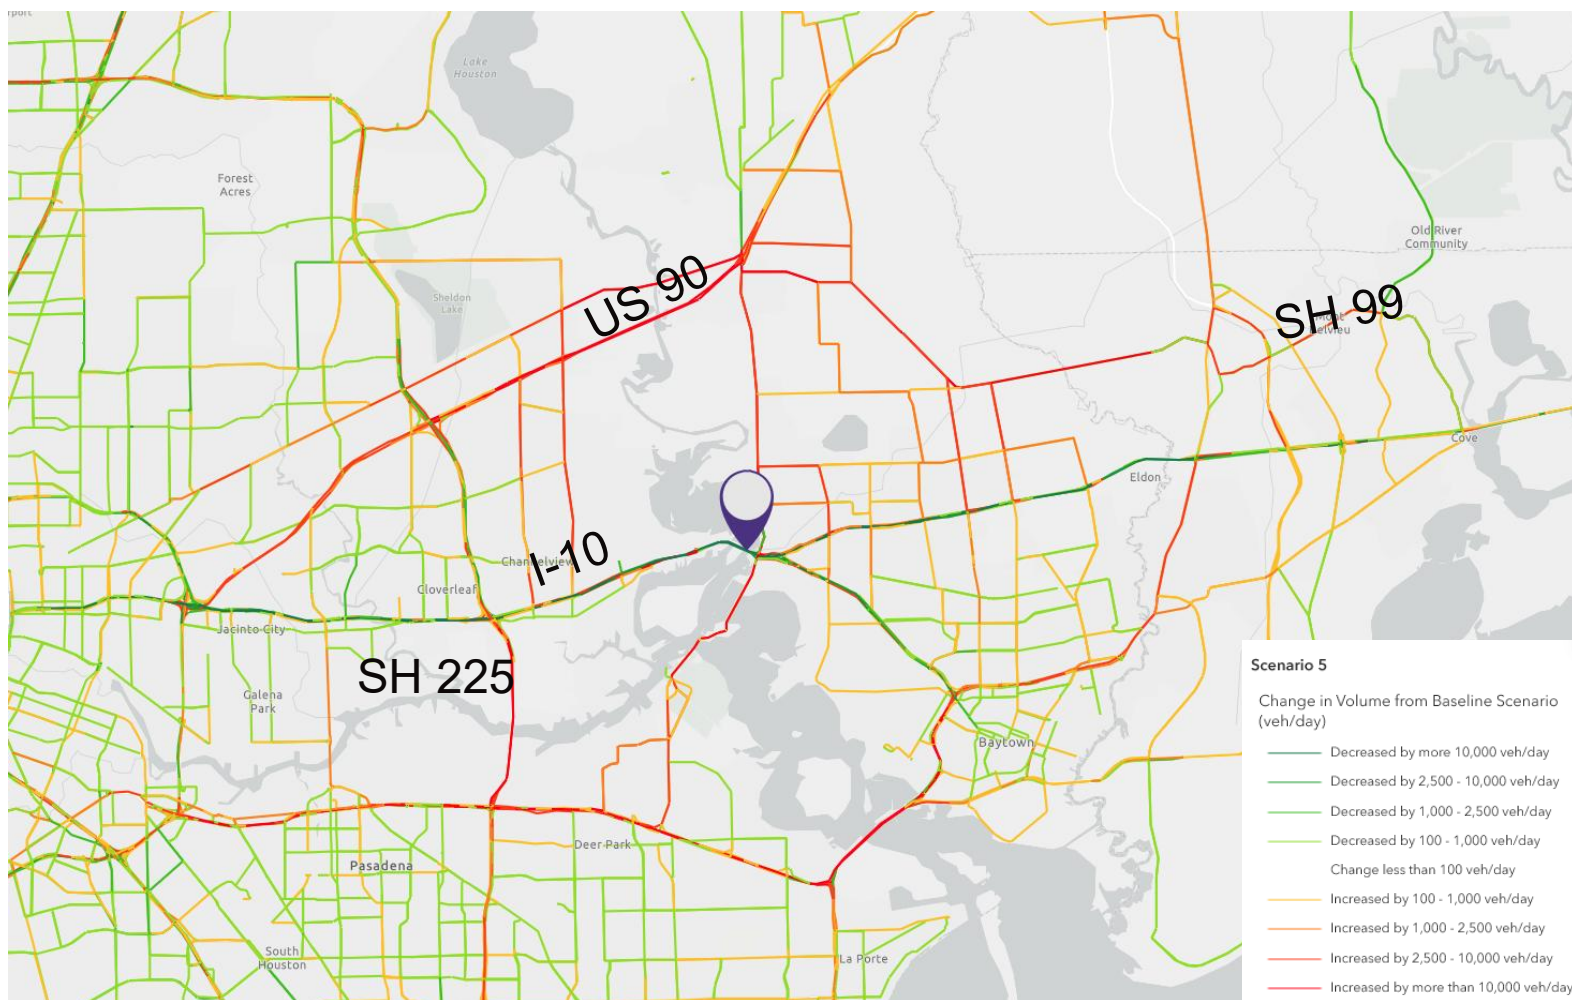 port
Lake
Houston
Forest
Acres
Old River
Community
US 90
Sheldon
Lake
SH 99
Mont
Belvieu
Cove
Eldon
I-10
Channelview
Cloverleaf
Jacinto City
SH 225
Galena
Park
Baytown
Deer Park
Pasadena
South
Houston
La Porte
Scenario 5
Change in Volume from Baseline Scenario
(veh/day)
Decreased by more 10,000 veh/day
Decreased by 2,500 - 10,000 veh/day
Decreased by 1,000 - 2,500 veh/day
Decreased by 100 - 1,000 veh/day
Change less than 100 veh/day
Increased by 100 - 1,000 veh/day
Increased by 1,000 - 2,500 veh/day
Increased by 2,500 - 10,000 veh/day
Increased by more than 10,000 veh/day